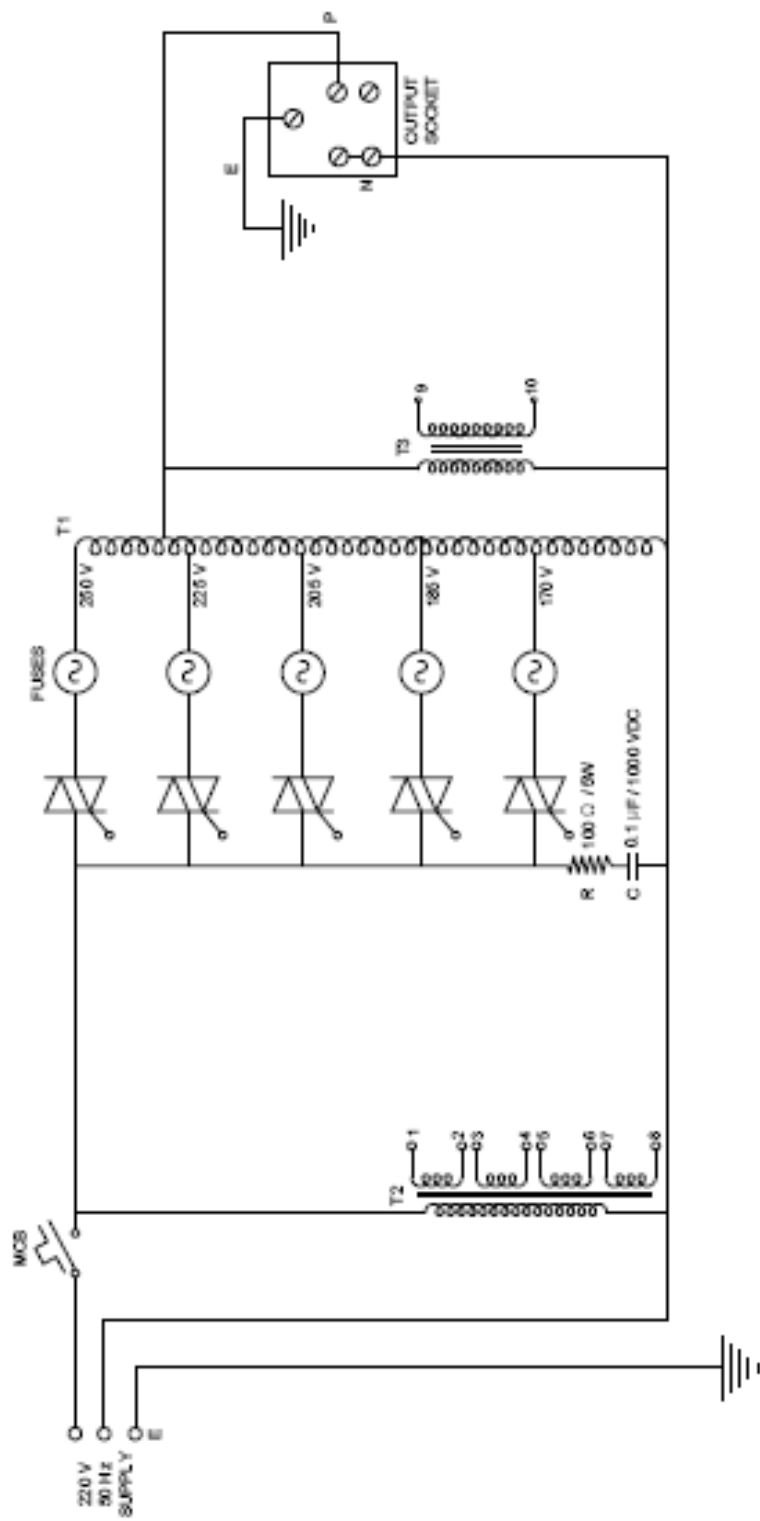 220 V
50 Hz
SUPPLY
E
MCB
T2
1
2
3
4
5
6
7
8
FUSES
250 V
225 V
205 V
185 V
170 V
R
100 Ω / 5W
C
0.1 µF / 1000 VDC
T1
T3
9
10
E
N
P
OUTPUT
SOCKET